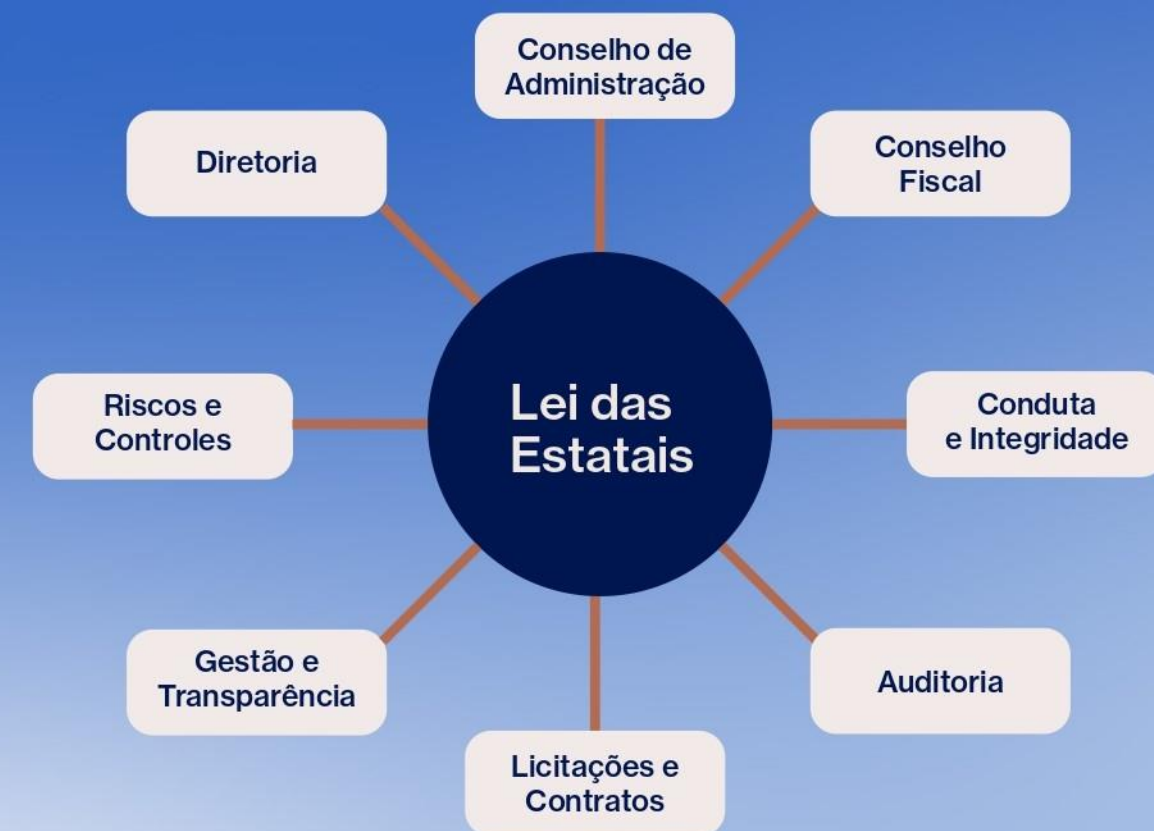 Conselho de
Administração
Diretoria
Conselho
Fiscal
Lei das
Estatais
Riscos e
Controles
Conduta
e Integridade
Gestão e
Transparência
Auditoria
Licitações e
Contratos